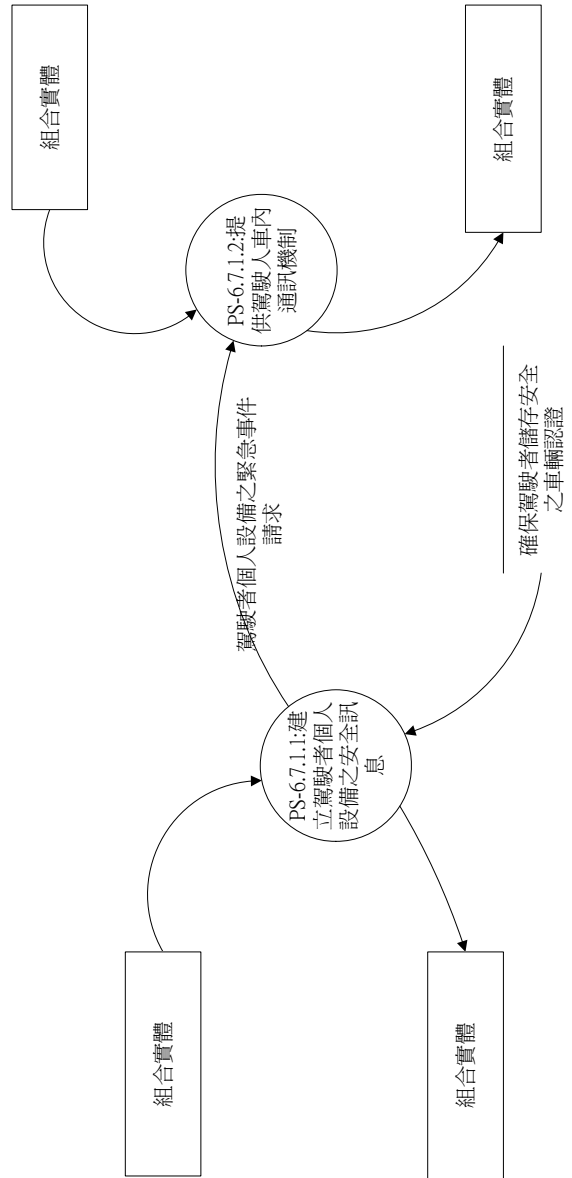 組合實體
組合實體
PS-6.7.1.1:建
立駕駛者個人
設備之安全訊
息
駕駛者個人設備之緊急事件
請求
確保駕駛者儲存安全
之車輛認證
PS-6.7.1.2:提
供駕駛人車內
通訊機制
組合實體
組合實體